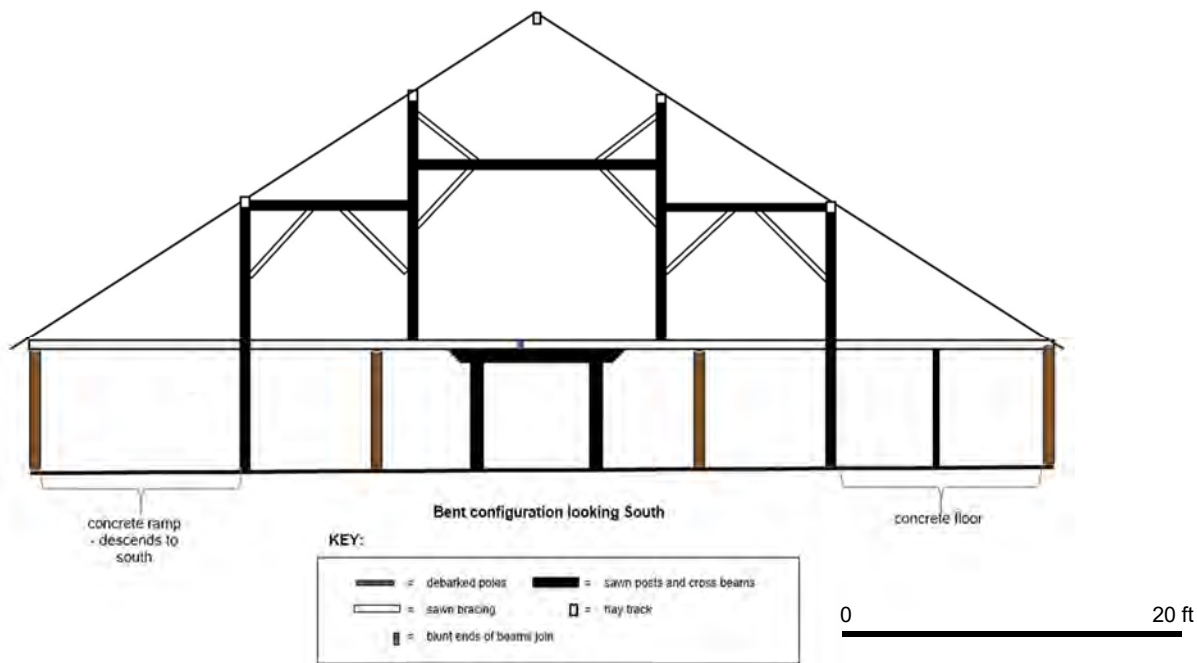 concrete ramp
- descends to
south
Bent configuration looking South
concrete floor
KEY:
= debarked poles
= sawn posts and cross beams
= sawn bracing
= hay track
= blunt ends of beams join
0 20 ft